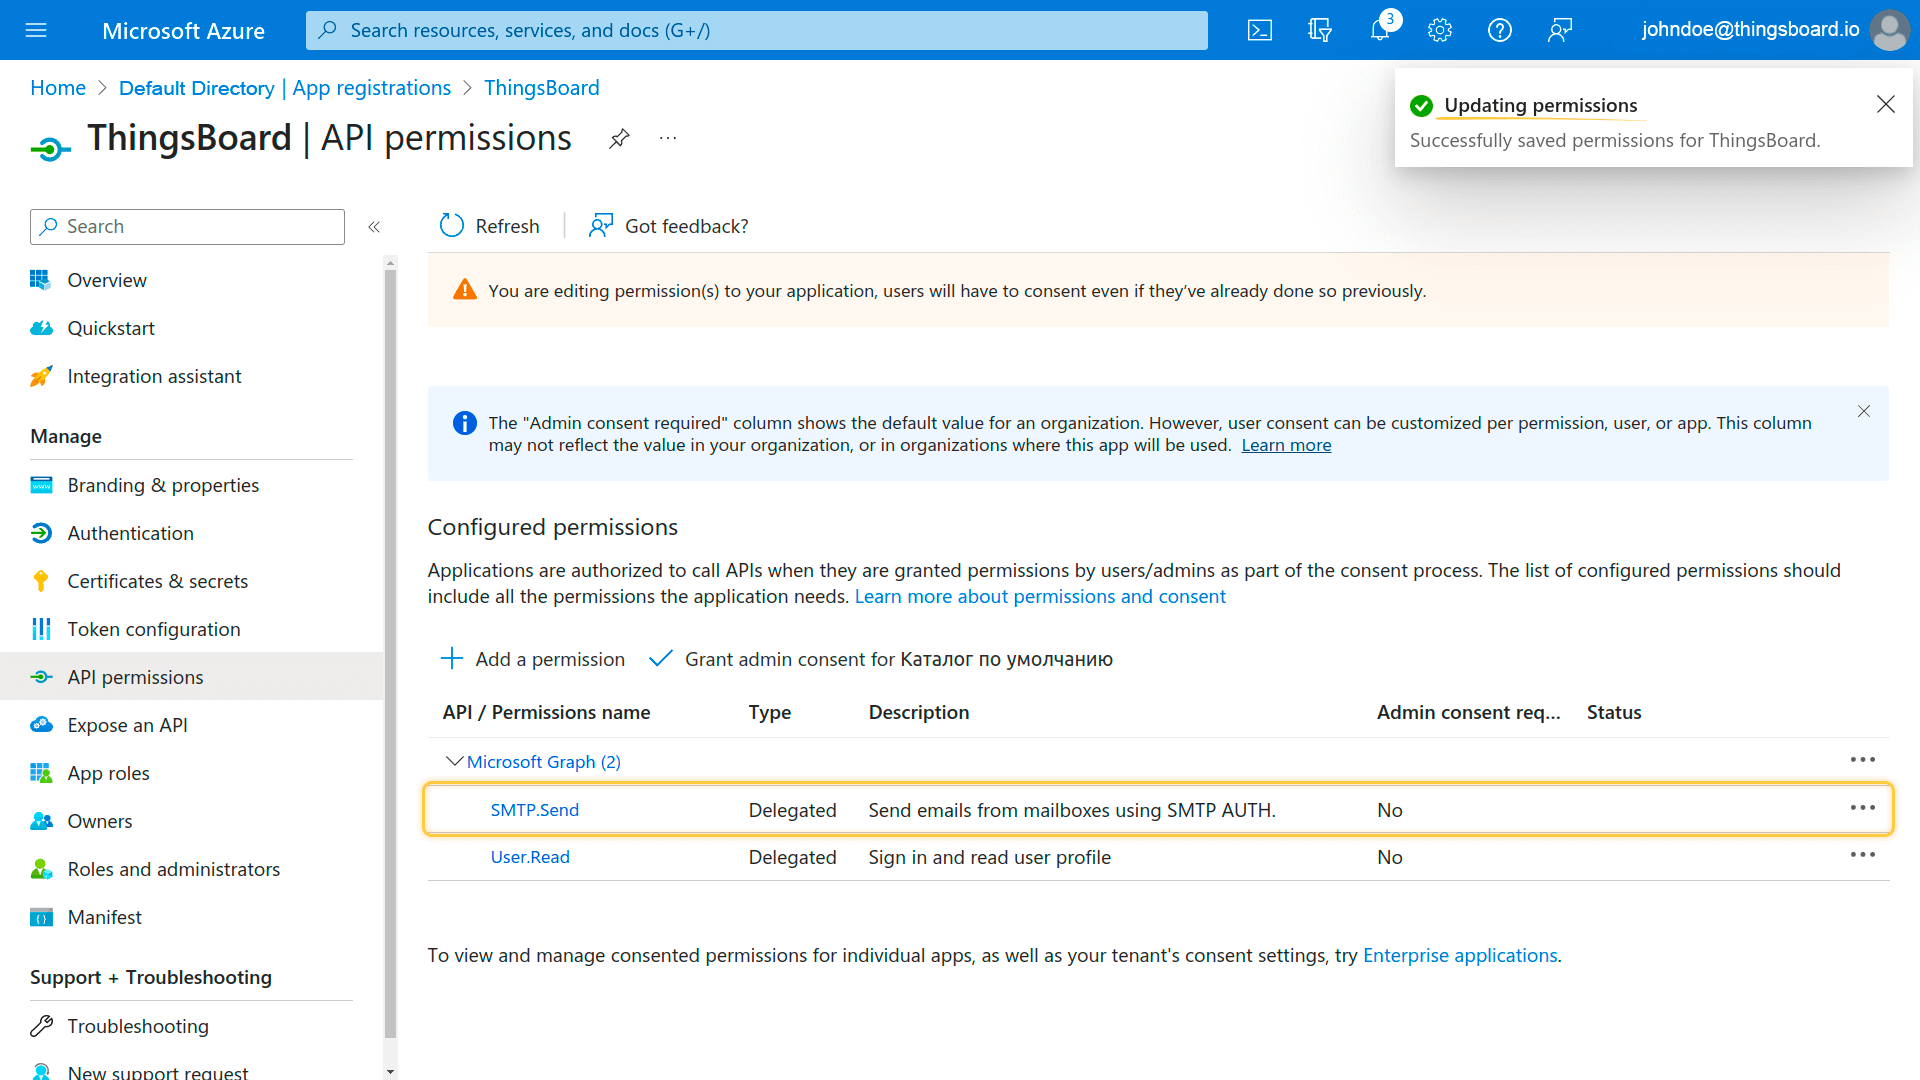 Microsoft Azure
Search resources, services, and docs (G+/)
3
johndoe@thingsboard.io
Home > Default Directory | App registrations > ThingsBoard
ThingsBoard | API permissions
...
Updating permissions
Successfully saved permissions for ThingsBoard.
Search
«
Refresh
Got feedback?
Overview
Quickstart
Integration assistant
Manage
Branding & properties
Authentication
Certificates & secrets
Token configuration
API permissions
Expose an API
App roles
Owners
Roles and administrators
Manifest
Support + Troubleshooting
Troubleshooting
New support request
You are editing permission(s) to your application, users will have to consent even if they’ve already done so previously.
The "Admin consent required" column shows the default value for an organization. However, user consent can be customized per permission, user, or app. This column
may not reflect the value in your organization, or in organizations where this app will be used. Learn more
Configured permissions
Applications are authorized to call APIs when they are granted permissions by users/admins as part of the consent process. The list of configured permissions should
include all the permissions the application needs. Learn more about permissions and consent
Add a permission
Grant admin consent for Каталог по умолчанию
API / Permissions name Type Description Admin consent req... Status
Microsoft Graph (2)
SMTP.Send Delegated Send emails from mailboxes using SMTP AUTH. No
User.Read Delegated Sign in and read user profile No
To view and manage consented permissions for individual apps, as well as your tenant's consent settings, try Enterprise applications.